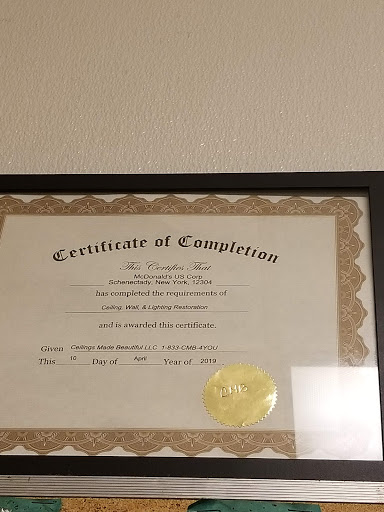 Certificate of Completion
This Certifies That
McDonald's US Corp
Schenectady, New York, 12304
has completed the requirements of
Ceiling, Wall, & Lighting Restoration
and is awarded this certificate.
Given Ceilings Made Beautiful LLC 1-833-CMB-4YOU
This 10 Day of April Year of 2019